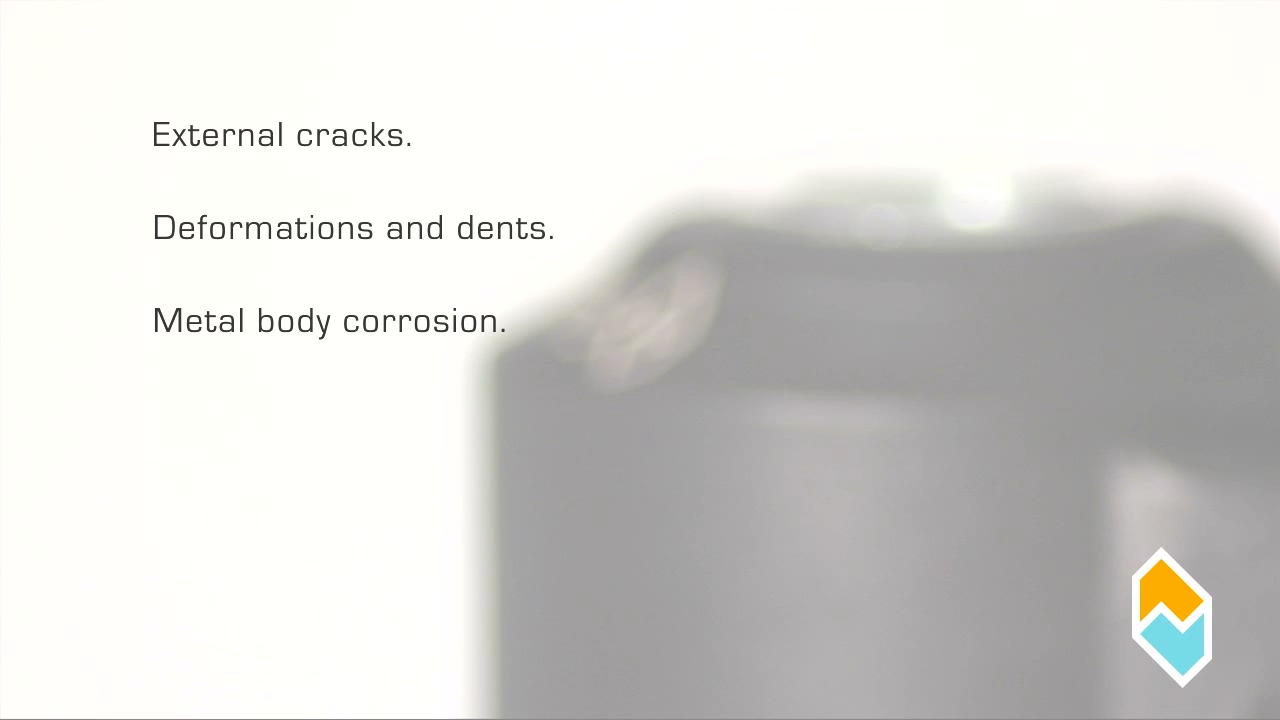 External cracks.
Deformations and dents.
Metal body corrosion.